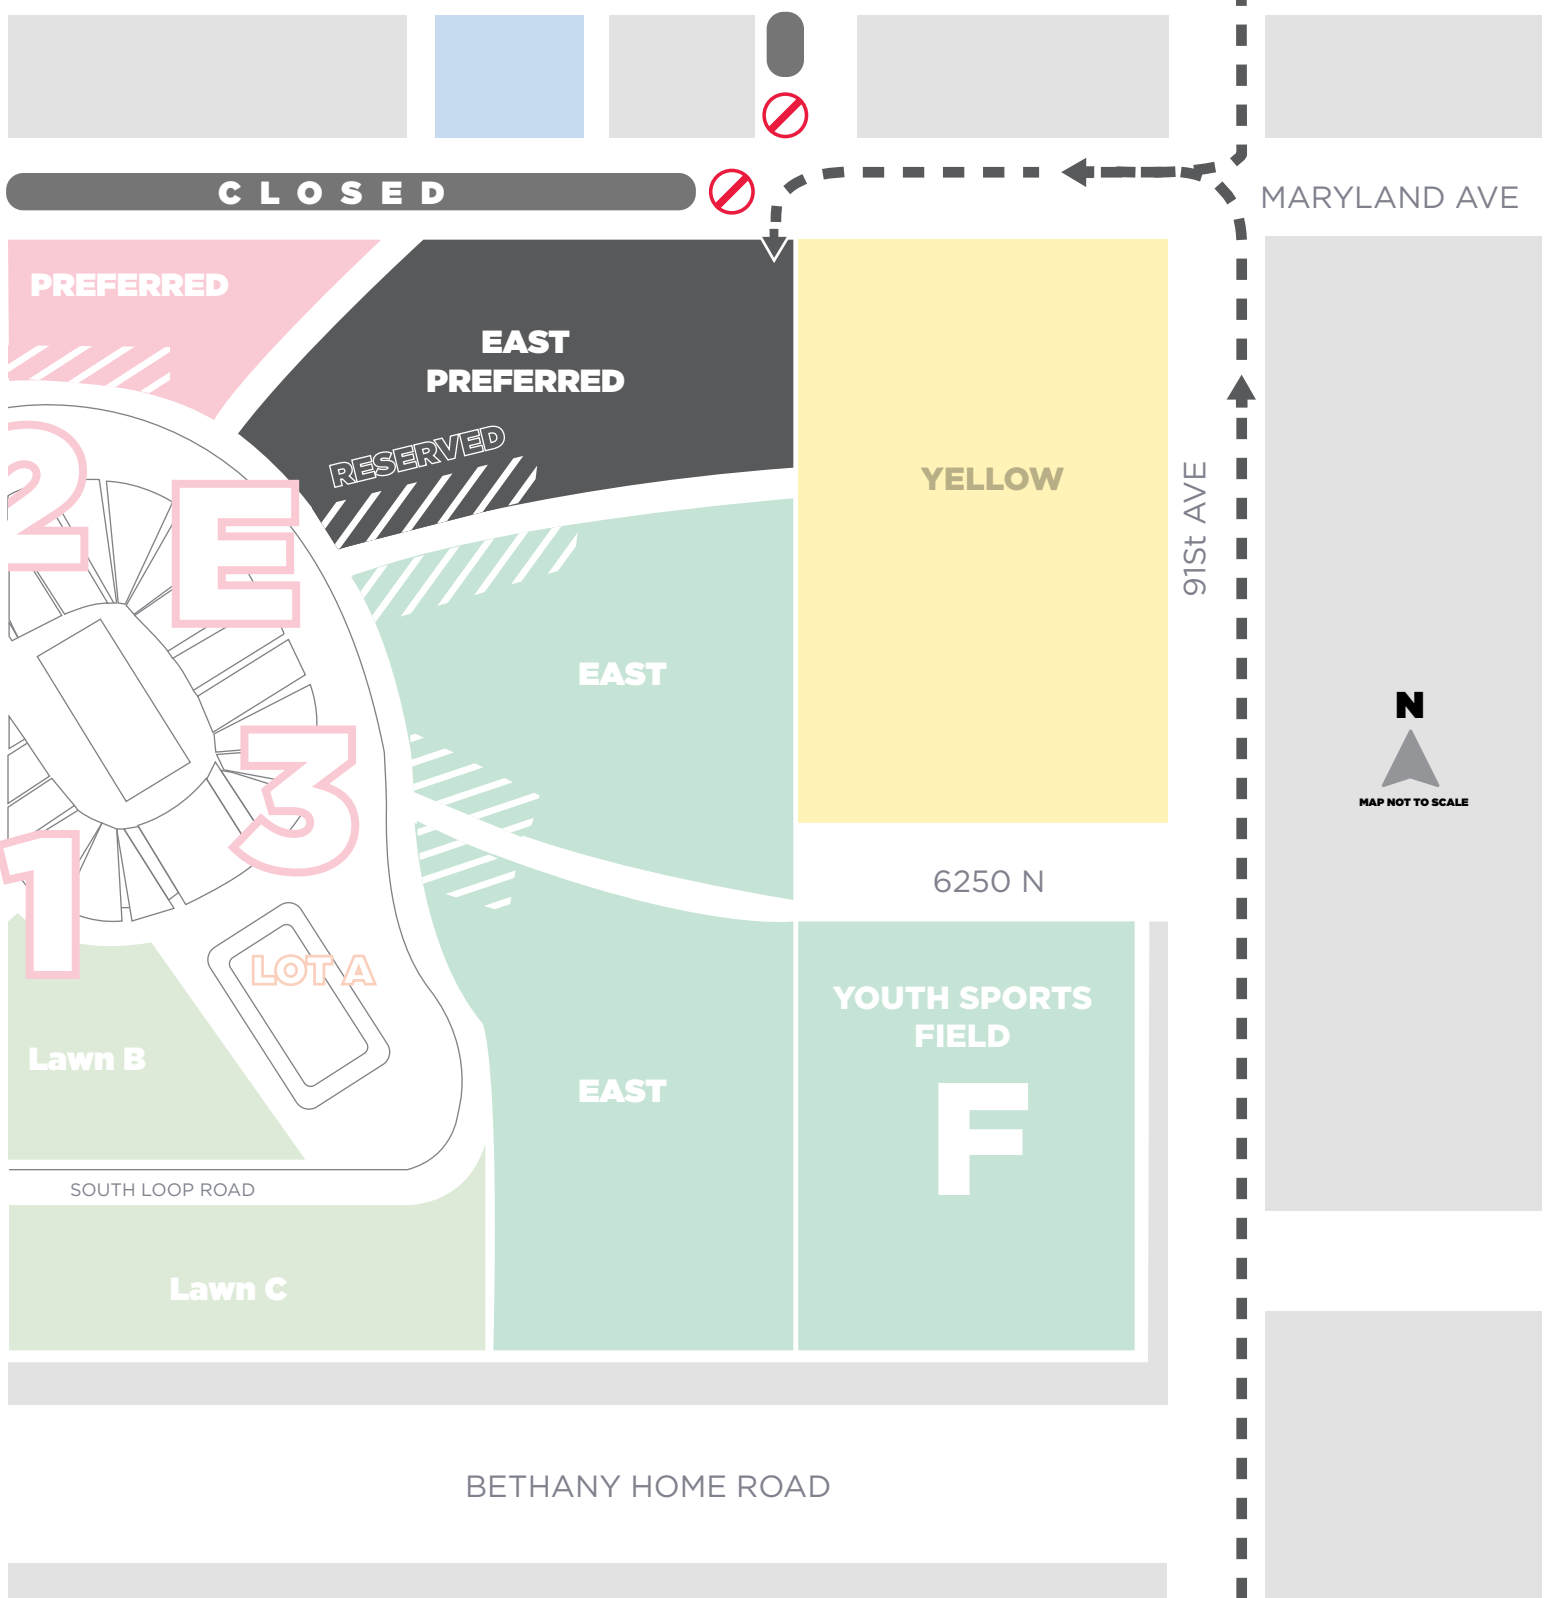 CLOSED
MARYLAND AVE
PREFERRED
EAST
PREFERRED
RESERVED
YELLOW
91St AVE
2
E
EAST
N
MAP NOT TO SCALE
3
1
6250 N
LOT A
YOUTH SPORTS
FIELD
F
Lawn B
EAST
SOUTH LOOP ROAD
Lawn C
BETHANY HOME ROAD